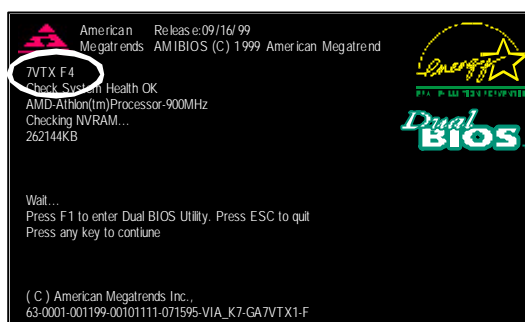 American Release:09/16/99
Megatrends AMIBIOS (C) 1999 American Megatrend
energy
7VTX F4
Check System Health OK
AMD-Athlon(tm)Processor-900MHz
Checking NVRAM...
262144KB
Dual
BIOS
Wait...
Press F1 to enter Dual BIOS Utility. Press ESC to quit
Press any key to contiune
( C ) American Megatrends Inc.,
63-0001-001199-00101111-071595-VIA_K7-GA7VTX1-F